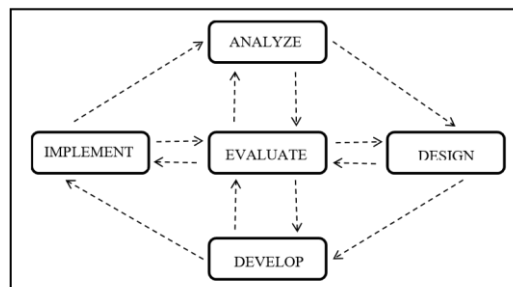 ANALYZE
IMPLEMENT
EVALUATE
DESIGN
DEVELOP